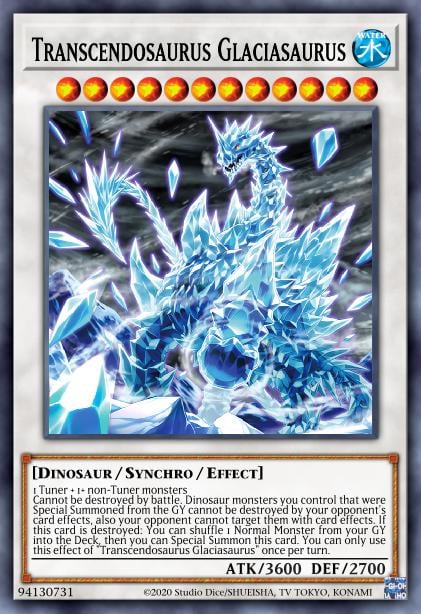 Transcendosaurus Glaciasaurus
WATER
水
[Dinosaur / Synchro / Effect]
1 Tuner + 1+ non-Tuner monsters
Cannot be destroyed by battle. Dinosaur monsters you control that were
Special Summoned from the GY cannot be destroyed by your opponent's
card effects, also your opponent cannot target them with card effects. If
this card is destroyed: You can shuffle 1 Normal Monster from your GY
into the Deck, then you can Special Summon this card. You can only use
this effect of "Transcendosaurus Glaciasaurus" once per turn.
ATK/3600 DEF/2700
94130731
©2020 Studio Dice/SHUEISHA, TV TOKYO, KONAMI